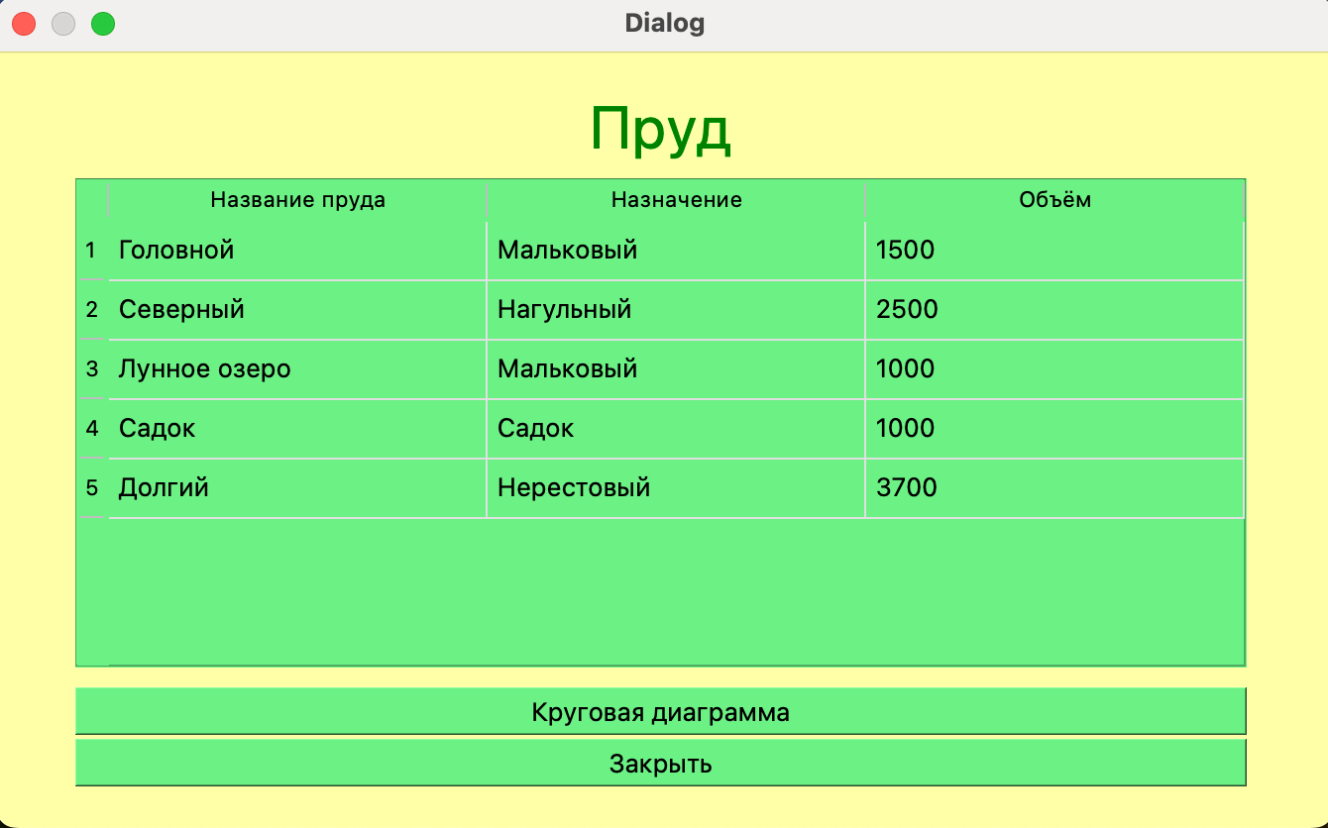 Dialog
Пруд
Название пруда Назначение Объём
1 Головной Мальковый 1500
2 Северный Нагульный 2500
3 Лунное озеро Мальковый 1000
4 Садок Садок 1000
5 Долгий Нерестовый 3700
Круговая диаграмма
Закрыть